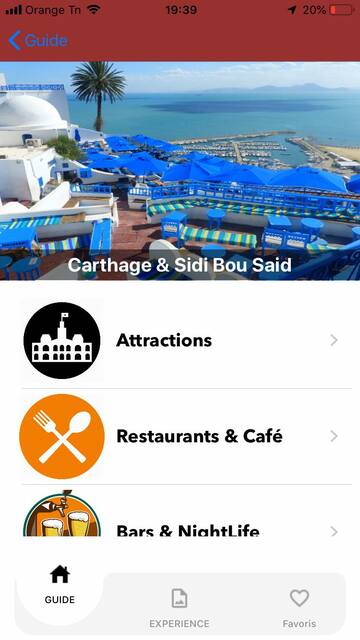 Orange Tn 19:39 20%
Guide
Carthage & Sidi Bou Said
Attractions
Restaurants & Café
Bars & NightLife
GUIDE EXPERIENCE Favoris